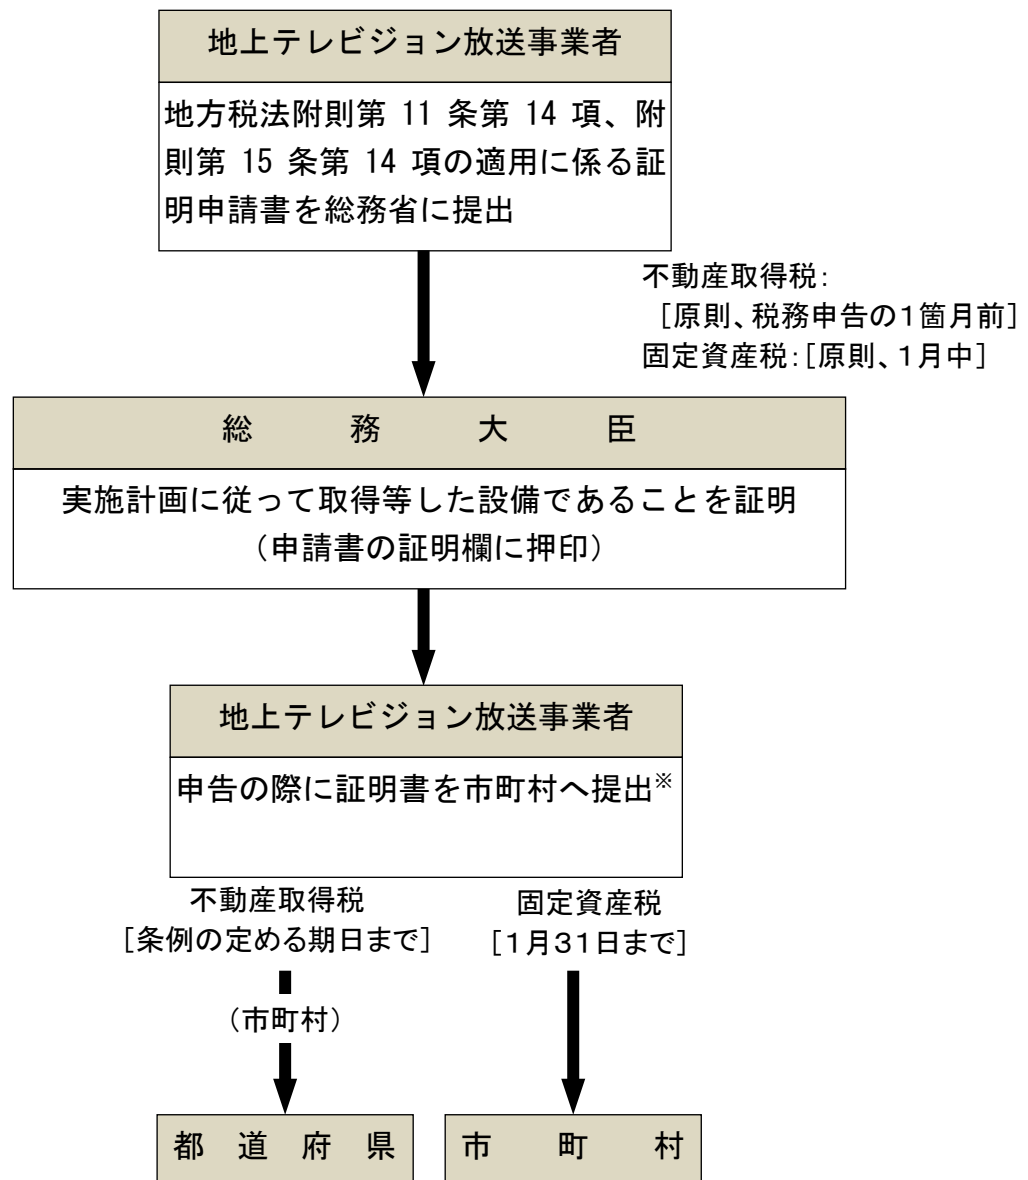 地上テレビジョン放送事業者
地方税法附則第 11 条第 14 項、附
則第 15 条第 14 項の適用に係る証
明申請書を総務省に提出
不動産取得税：
［原則、税務申告の１箇月前］
固定資産税：［原則、１月中］
総務大臣
実施計画に従って取得等した設備であることを証明
（申請書の証明欄に押印）
地上テレビジョン放送事業者
申告の際に証明書を市町村へ提出※
不動産取得税
［条例の定める期日まで］
固定資産税
［１月３１日まで］
（市町村）
都道府県
市町村